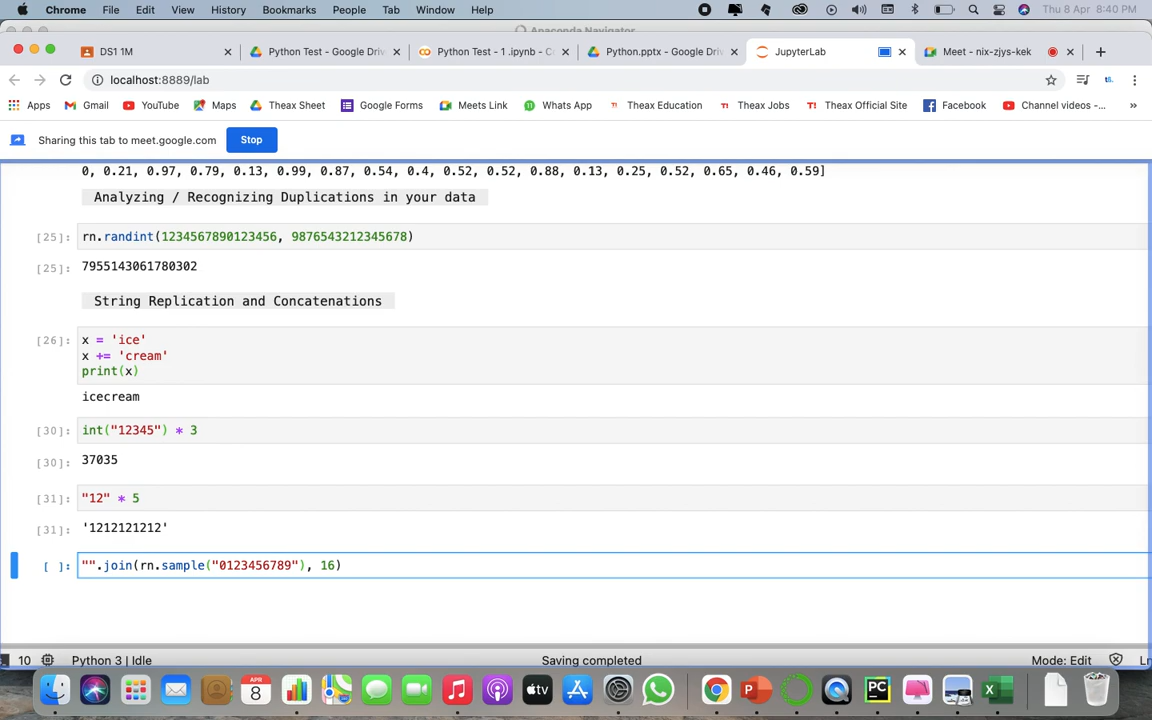 Chrome File Edit View History Bookmarks People Tab Window Help Thu 8 Apr 8:40 PM
Anaconda Navigator
DS1 1M Python Test - Google Driv Python Test - 1 .ipynb - C Python.pptx - Google Driv JupyterLab Meet - nix-zjys-kek
localhost:8889/lab
Apps Gmail YouTube Maps Theax Sheet Google Forms Meets Link Whats App Theax Education Theax Jobs Theax Official Site Facebook Channel videos -... »
Sharing this tab to meet.google.com Stop
0, 0.21, 0.97, 0.79, 0.13, 0.99, 0.87, 0.54, 0.4, 0.52, 0.52, 0.88, 0.13, 0.25, 0.52, 0.65, 0.46, 0.59]
Analyzing / Recognizing Duplications in your data
[25]: rn.randint(1234567890123456, 9876543212345678)
[25]: 7955143061780302
String Replication and Concatenations
[26]: x = 'ice'
x += 'cream'
print(x)
icecream
[30]: int("12345") * 3
[30]: 37035
[31]: "12" * 5
[31]: '1212121212'
[ ]: "".join(rn.sample("0123456789"), 16)
10 Python 3 | Idle Saving completed Mode: Edit Ln
APR
8 tv P PC X